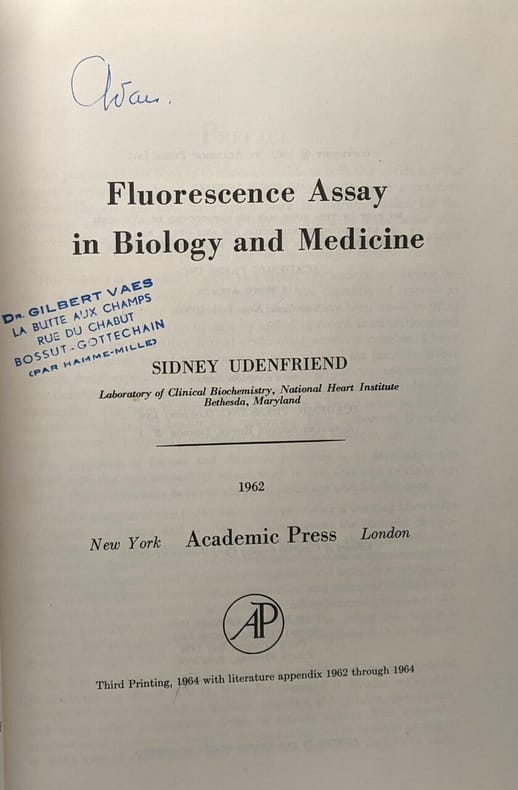 Fluorescence Assay
in Biology and Medicine
DR. GILBERT VAES
LA BUTTE AUX CHAMPS
RUE DU CHABUT
BOSSUT-GOTTECHAIN
(PAR HAMME-MILLE)
SIDNEY UDENFRIEND
Laboratory of Clinical Biochemistry, National Heart Institute
Bethesda, Maryland
1962
New York Academic Press London
AP
Third Printing, 1964 with literature appendix 1962 through 1964